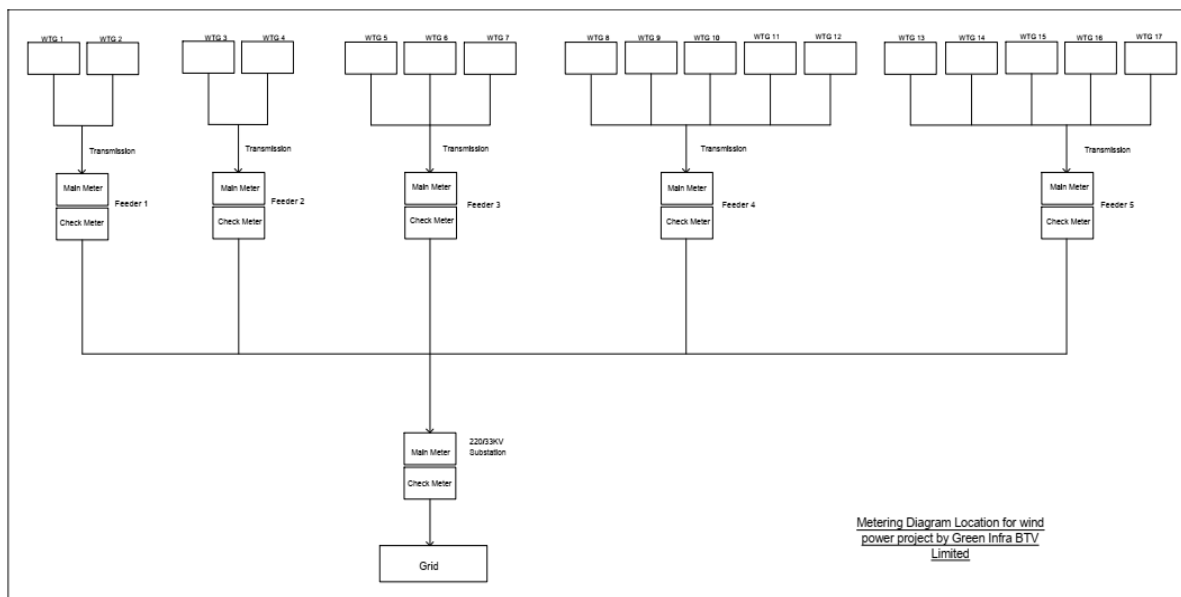 WTG 1
WTG 2
WTG 3
WTG 4
WTG 5
WTG 6
WTG 7
WTG 8
WTG 9
WTG 10
WTG 11
WTG 12
WTG 13
WTG 14
WTG 15
WTG 16
WTG 17
Transmission
Transmission
Transmission
Transmission
Transmission
Main Meter
Check Meter
Feeder 1
Main Meter
Check Meter
Feeder 2
Main Meter
Check Meter
Feeder 3
Main Meter
Check Meter
Feeder 4
Main Meter
Check Meter
Feeder 5
Main Meter
Check Meter
220/33KV
Substation
Grid
Metering Diagram Location for wind
power project by Green Infra BTV
Limited